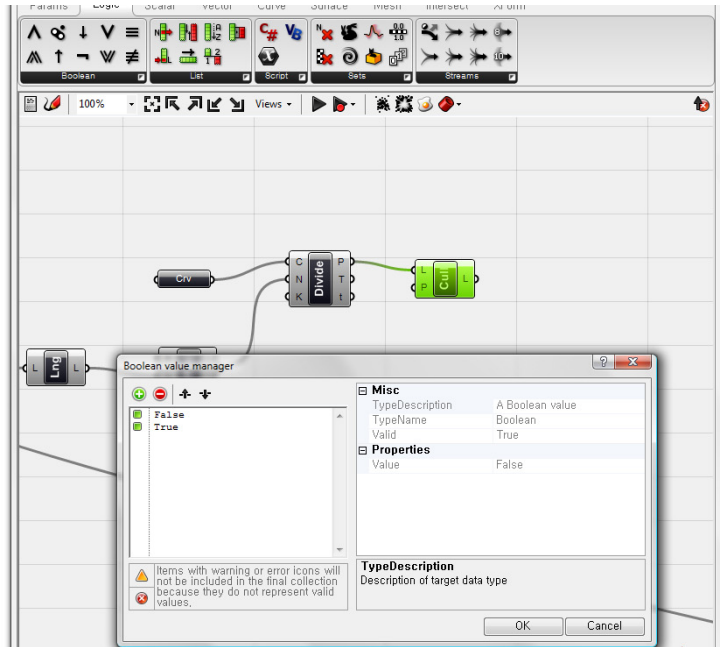 Params Logic Scalar Vector Curve Surface Mesh Intersect XForm
Boolean List Script Sets Streams
100% Views
Crv
C
N
K
Divide
P
T
t
L
P
Cull
L
L Lng L
Boolean value manager
False
True
Misc
TypeDescription A Boolean value
TypeName Boolean
Valid True
Properties
Value False
Items with warning or error icons will
not be included in the final collection
because they do not represent valid
values.
TypeDescription
Description of target data type
OK Cancel